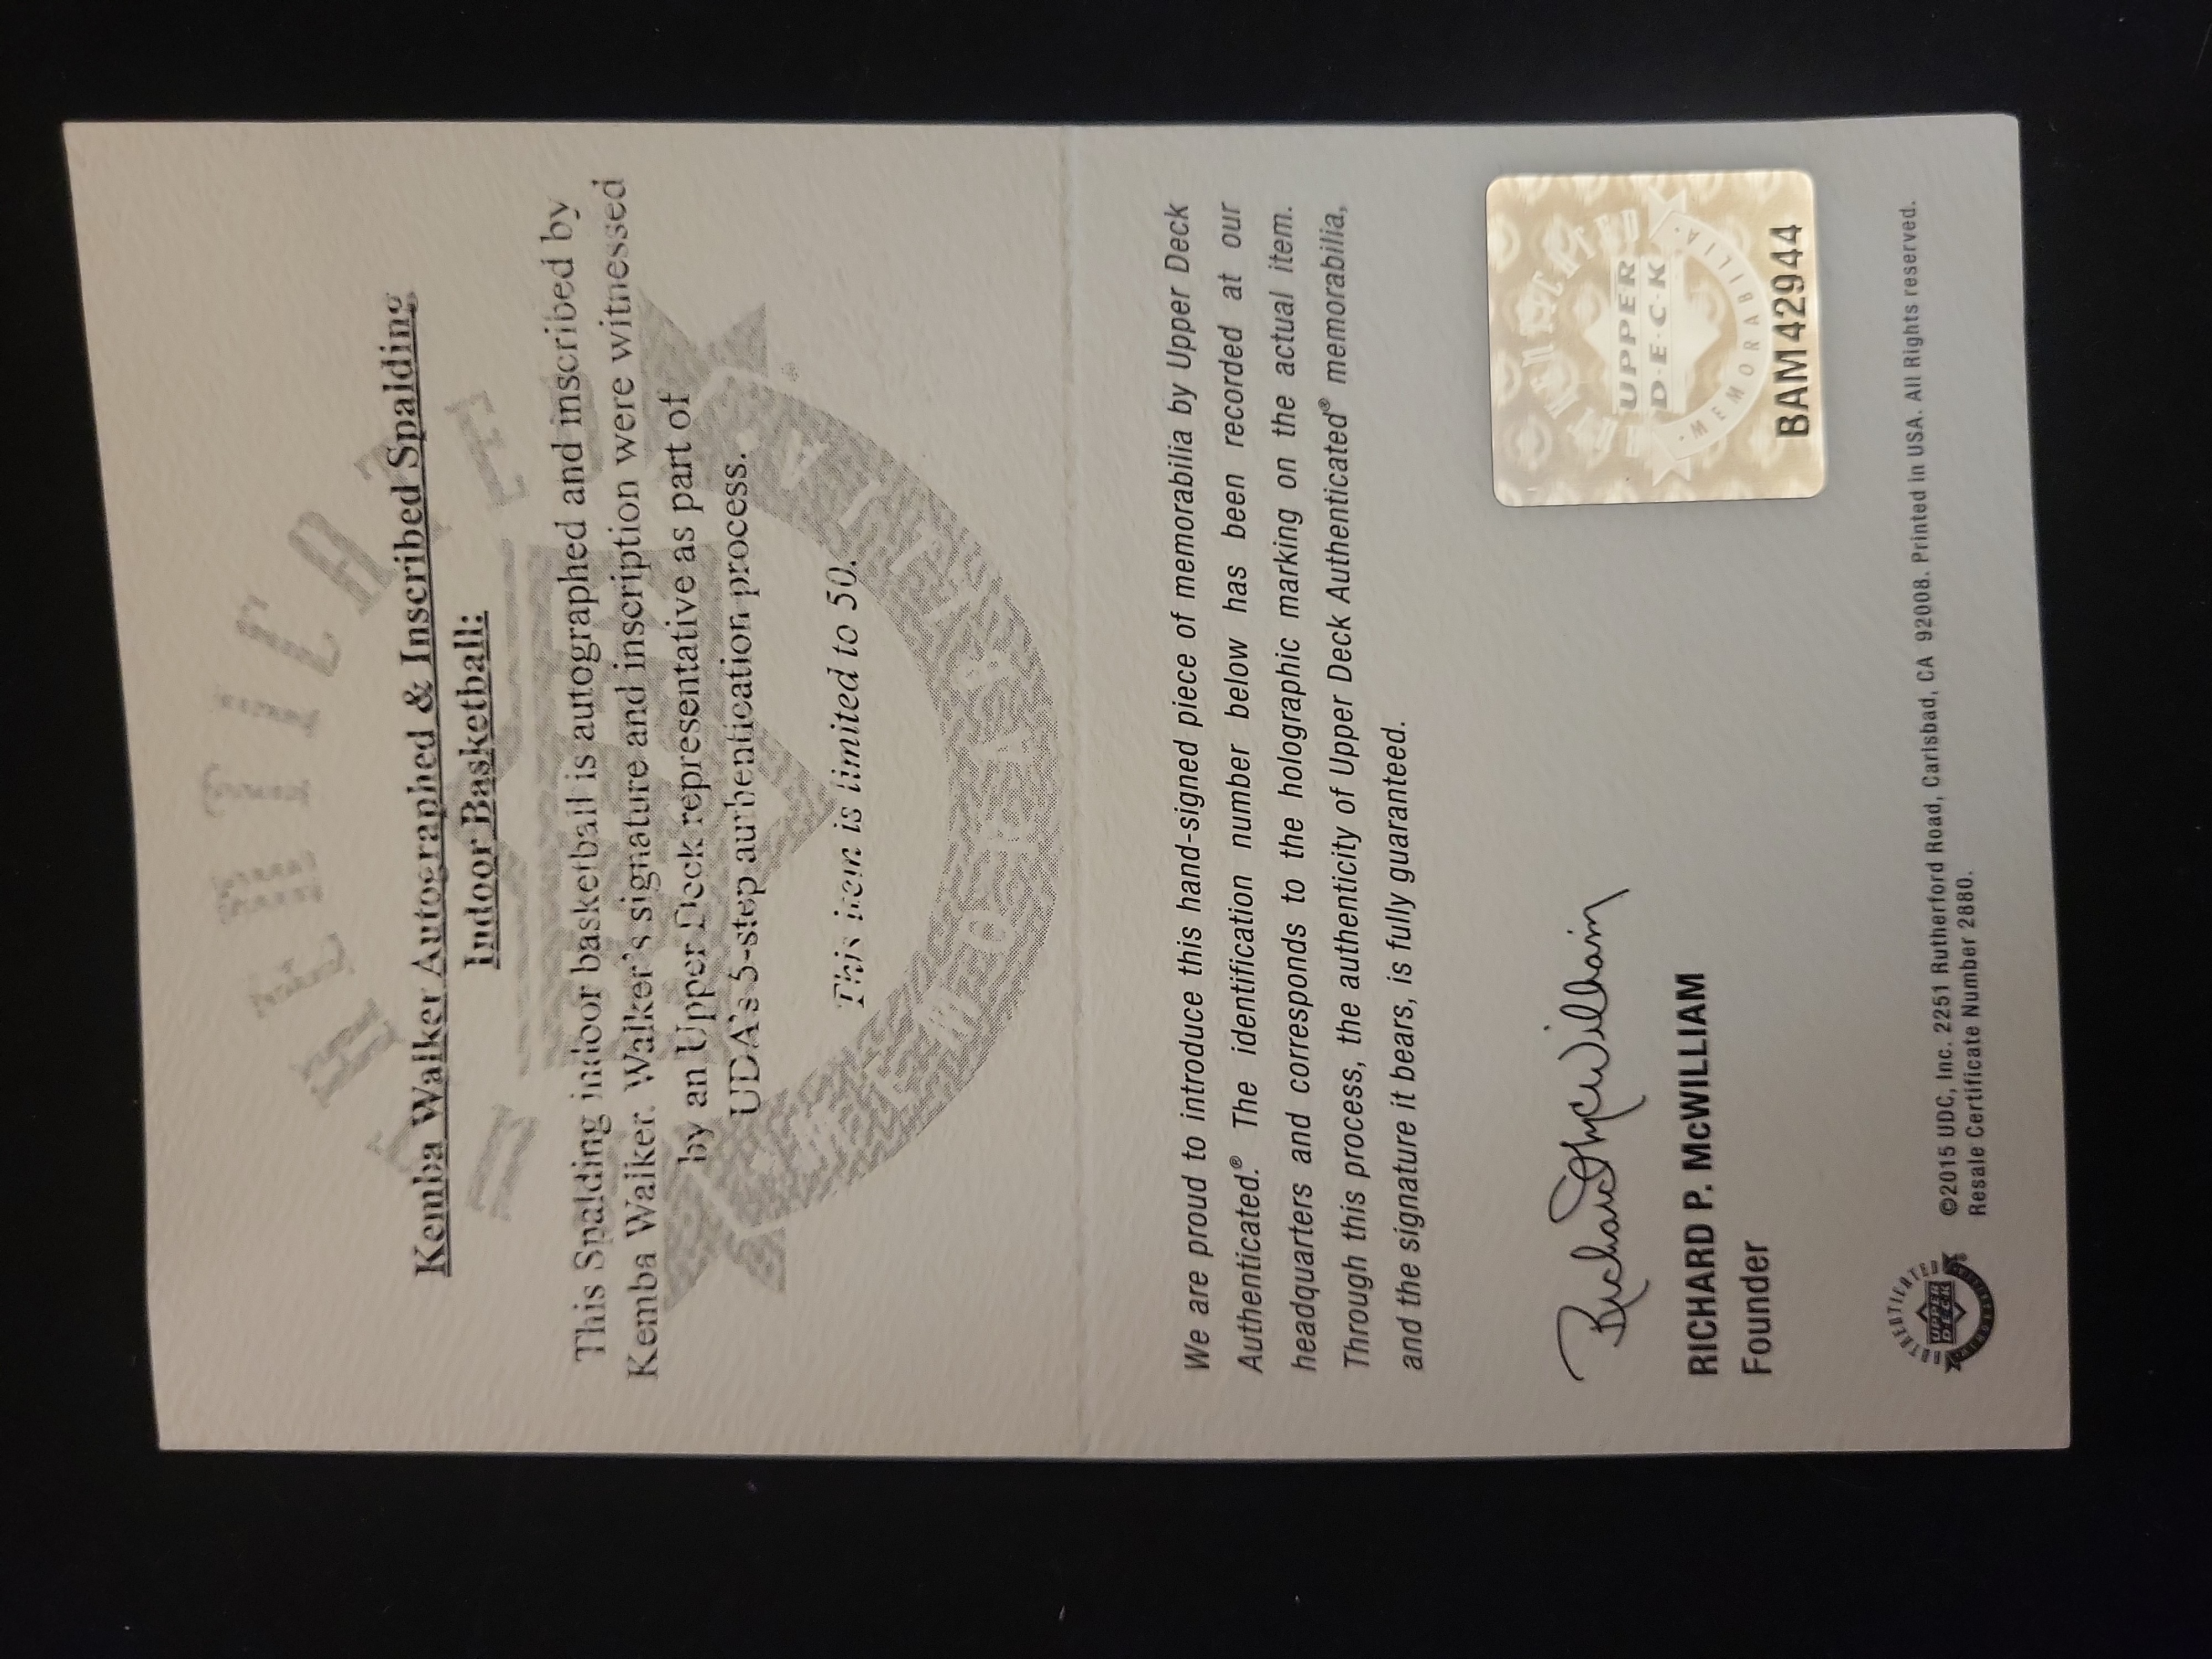 Kemba Walker Autographed & Inscribed Spalding
Indoor Basketball:
This Spalding indoor basketball is autographed and inscribed by
Kemba Walker. Walker's signature and inscription were witnessed
by an Upper Deck representative as part of
UDA's 5-step authentication process.
This item is limited to 50.
MEMORABILIA
We are proud to introduce this hand-signed piece of memorabilia by Upper Deck
Authenticated.® The identification number below has been recorded at our
headquarters and corresponds to the holographic marking on the actual item.
Through this process, the authenticity of Upper Deck Authenticated® memorabilia,
and the signature it bears, is fully guaranteed.
UPPER
D·E·C·K
·MEMORABILIA·
BAM42944
Richard P McWilliam
RICHARD P. McWILLIAM
Founder
AUTHENTICATED
UPPER
DECK
©2015 UDC, Inc. 2251 Rutherford Road, Carlsbad, CA 92008. Printed in USA. All Rights reserved.
Resale Certificate Number 2880.